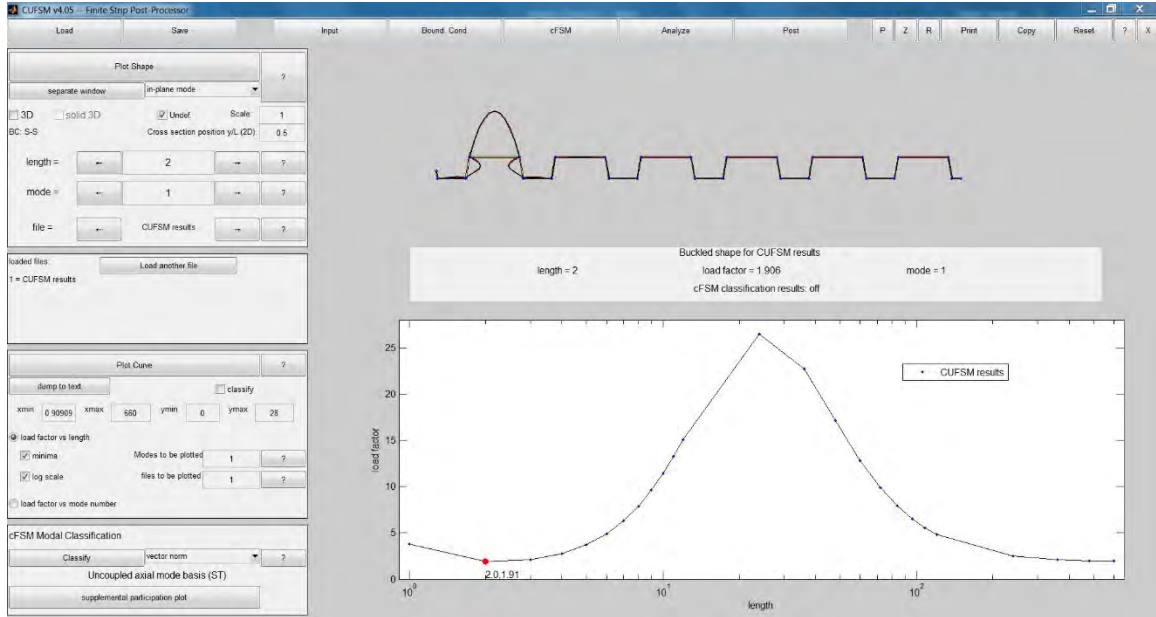 CUFSM v4.05 -- Finite Strip Post-Processor
Load Save Input Bound. Cond cFSM Analyze Post P Z R Print Copy Reset ? X
Plot Shape ?
separate window in-plane mode
3D solid 3D Undef. Scale 1
BC: S-S Cross section position y/L (2D) 0.5
length = 2 ?
mode = 1 ?
file = CUFSM results ?
loaded files: Load another file
1 = CUFSM results
Buckled shape for CUFSM results
length = 2 load factor = 1.906 mode = 1
cFSM classification results: off
Plot Curve ?
dump to text classify
xmin 0.90909 xmax 660 ymin 0 ymax 28
load factor vs length
minima Modes to be plotted 1 ?
log scale files to be plotted 1 ?
load factor vs mode number
cFSM Modal Classification
Classify vector norm ?
Uncoupled axial mode basis (ST)
supplemental participation plot
25
20
15
10
5
0
load factor
CUFSM results
2.0,1.91
10^0 10^1 10^2
length